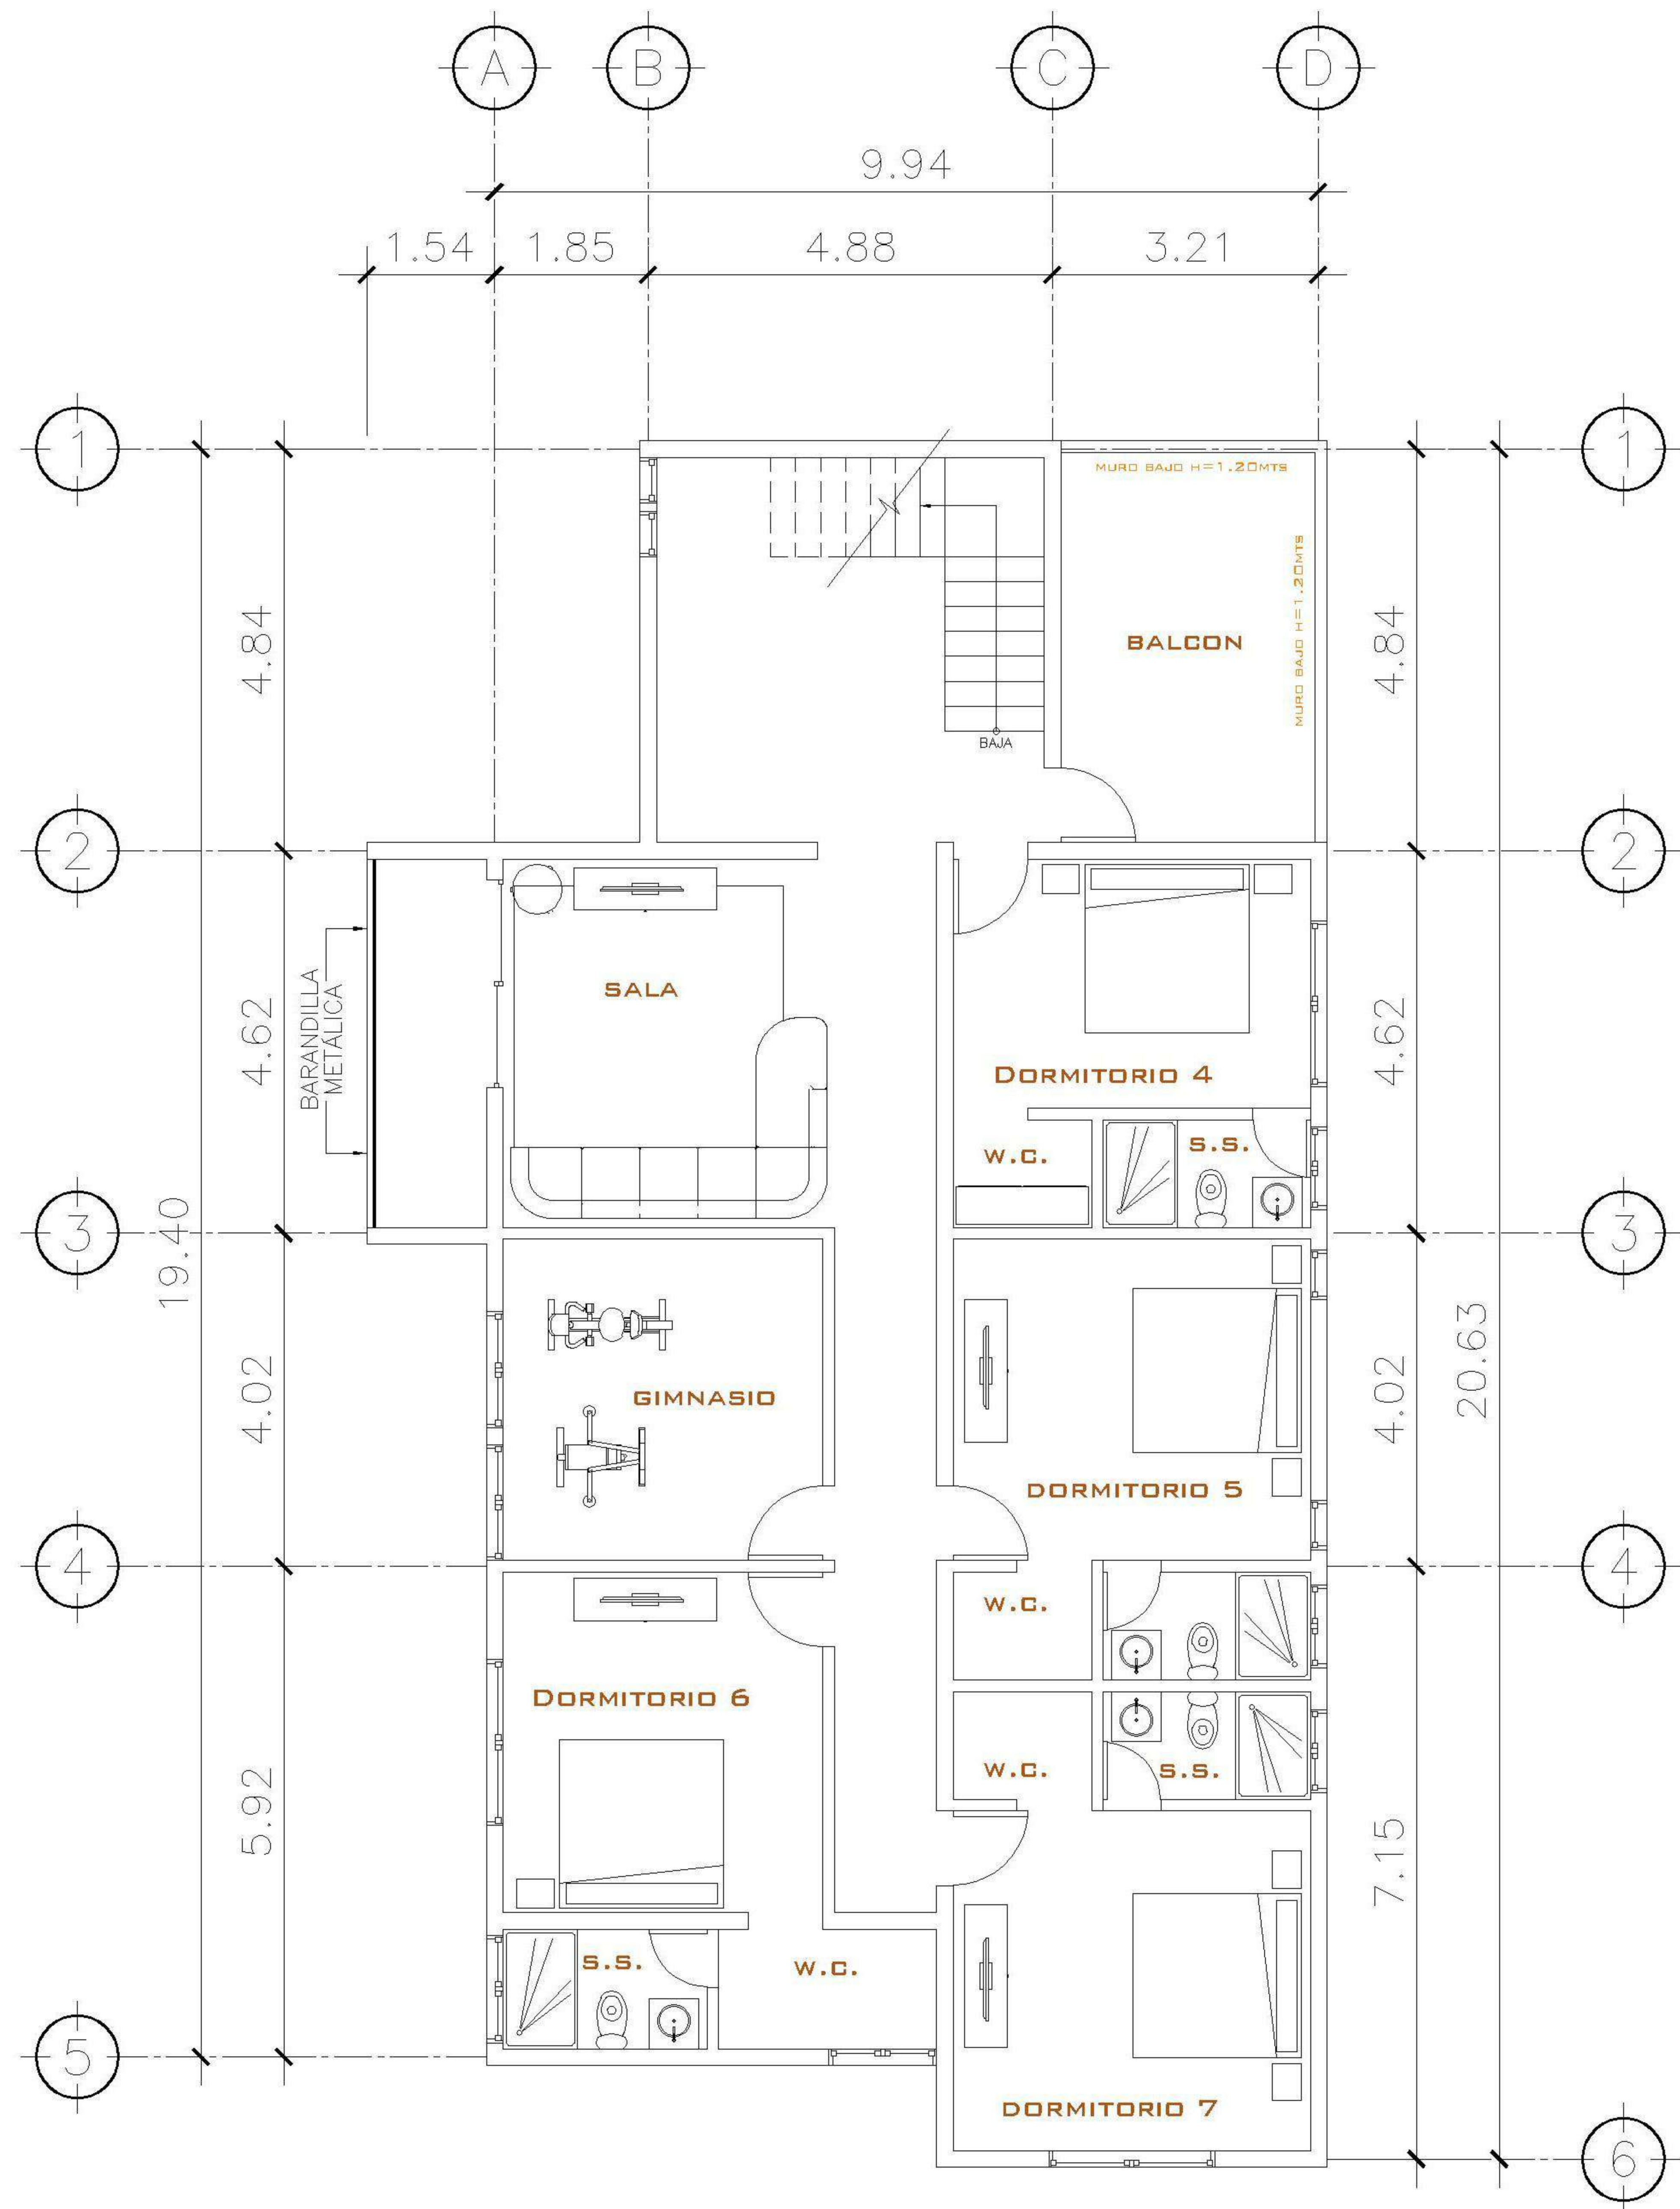 A B C D
9.94
1.54 1.85 4.88 3.21
1 1
MURO BAJO H=1.20MTS
MURO BAJO H=1.20MTS
4.84 BALCON 4.84
BAJA
2 2
SALA
BARANDILLA
METÁLICA
4.62 4.62
DORMITORIO 4
S.S.
W.C.
3 3
19.40
20.63
4.02 GIMNASIO 4.02
DORMITORIO 5
4 4
W.C.
DORMITORIO 6
W.C. S.S.
5.92
7.15
S.S. W.C.
5
DORMITORIO 7
6